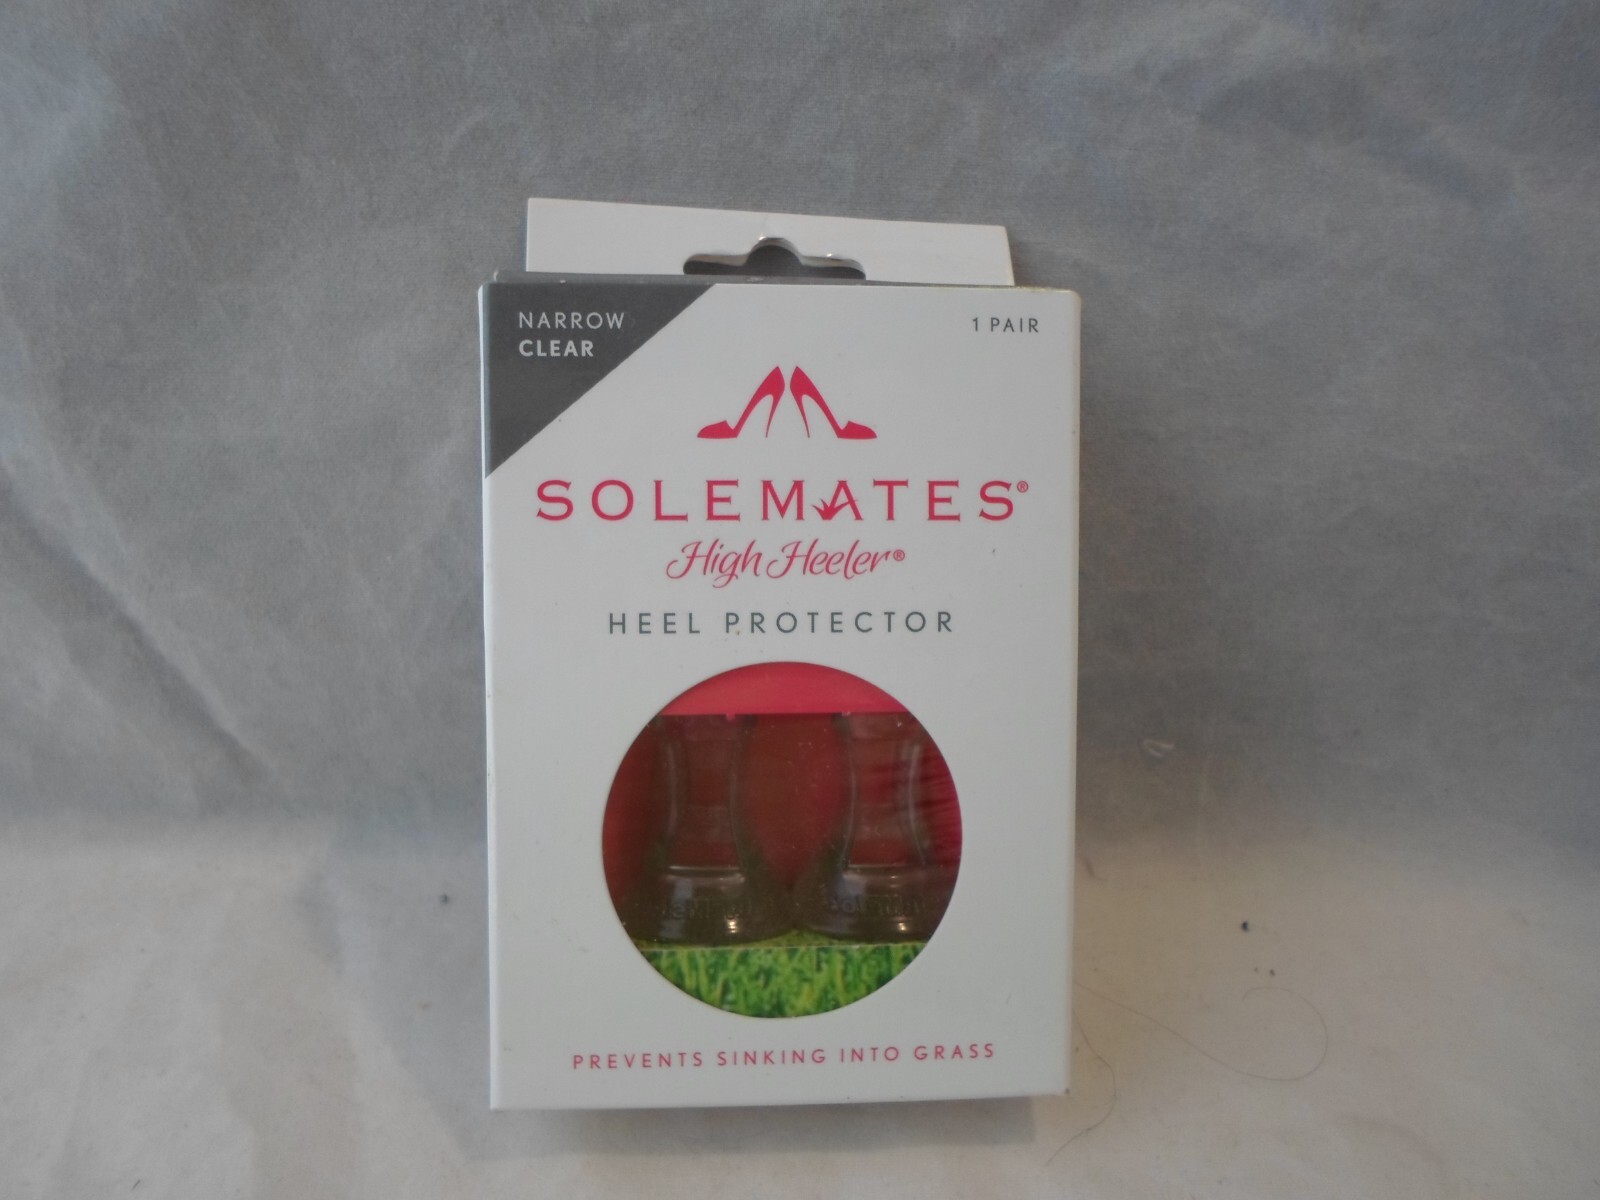 NARROW
CLEAR
1 PAIR
SOLEMATES®
High Heeler®
HEEL PROTECTOR
PREVENTS SINKING INTO GRASS